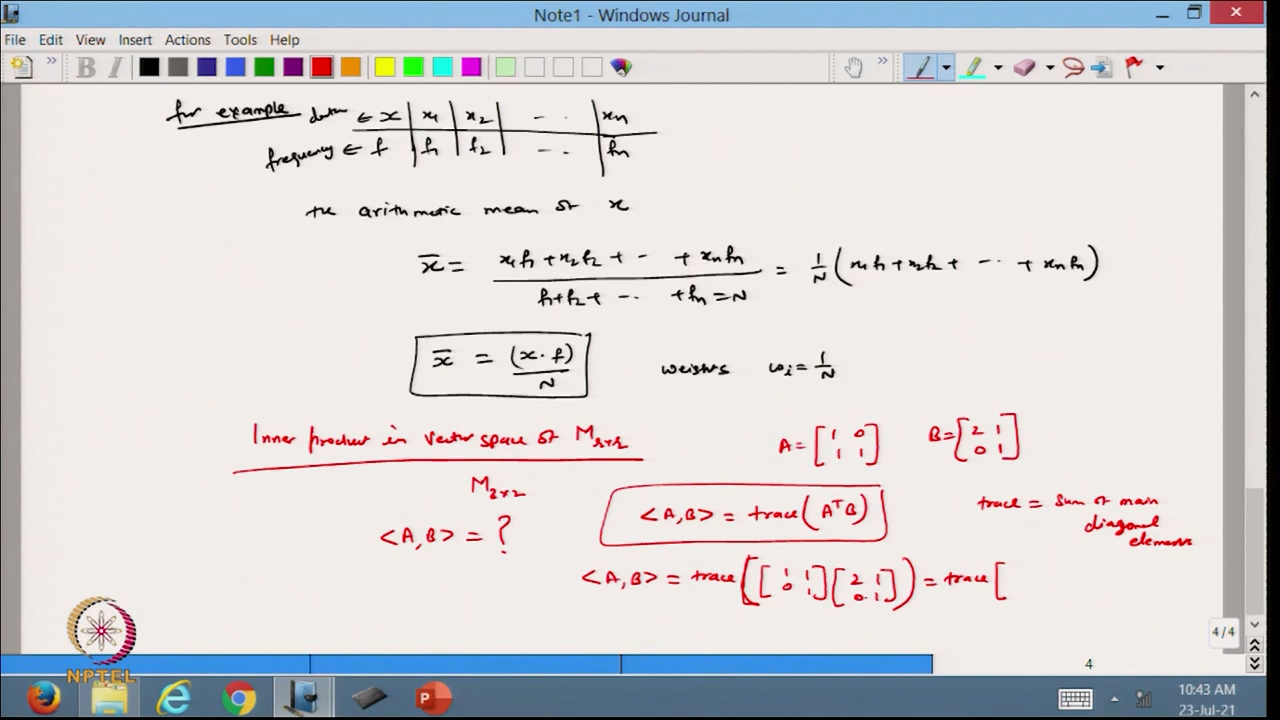 Note1 - Windows Journal
File Edit View Insert Actions Tools Help
for example data ∈ x | x1 | x2 | -- .. | xn
frequency ∈ f | f1 | f2 | -- .. | fn
the arithmetic mean of x
x̄ = (x1f1 + x2f2 + - .. + xnfn) / (f1+f2+ - .. + fn = N) = 1/N (x1f1 + x2f2 + - .. + xnfn)
x̄ = (x·f)/N weights wi = 1/N
Inner product in vector space of M2×2 A = [1 0; 1 1] B = [2 1; 0 1]
M2×2
<A,B> = ? <A,B> = trace(AᵀB) trace = Sum of main
diagonal
elements
<A,B> = trace([1 1; 0 1][2 1; 0 1]) = trace[
NPTEL
4/4
4
10:43 AM
23-Jul-21